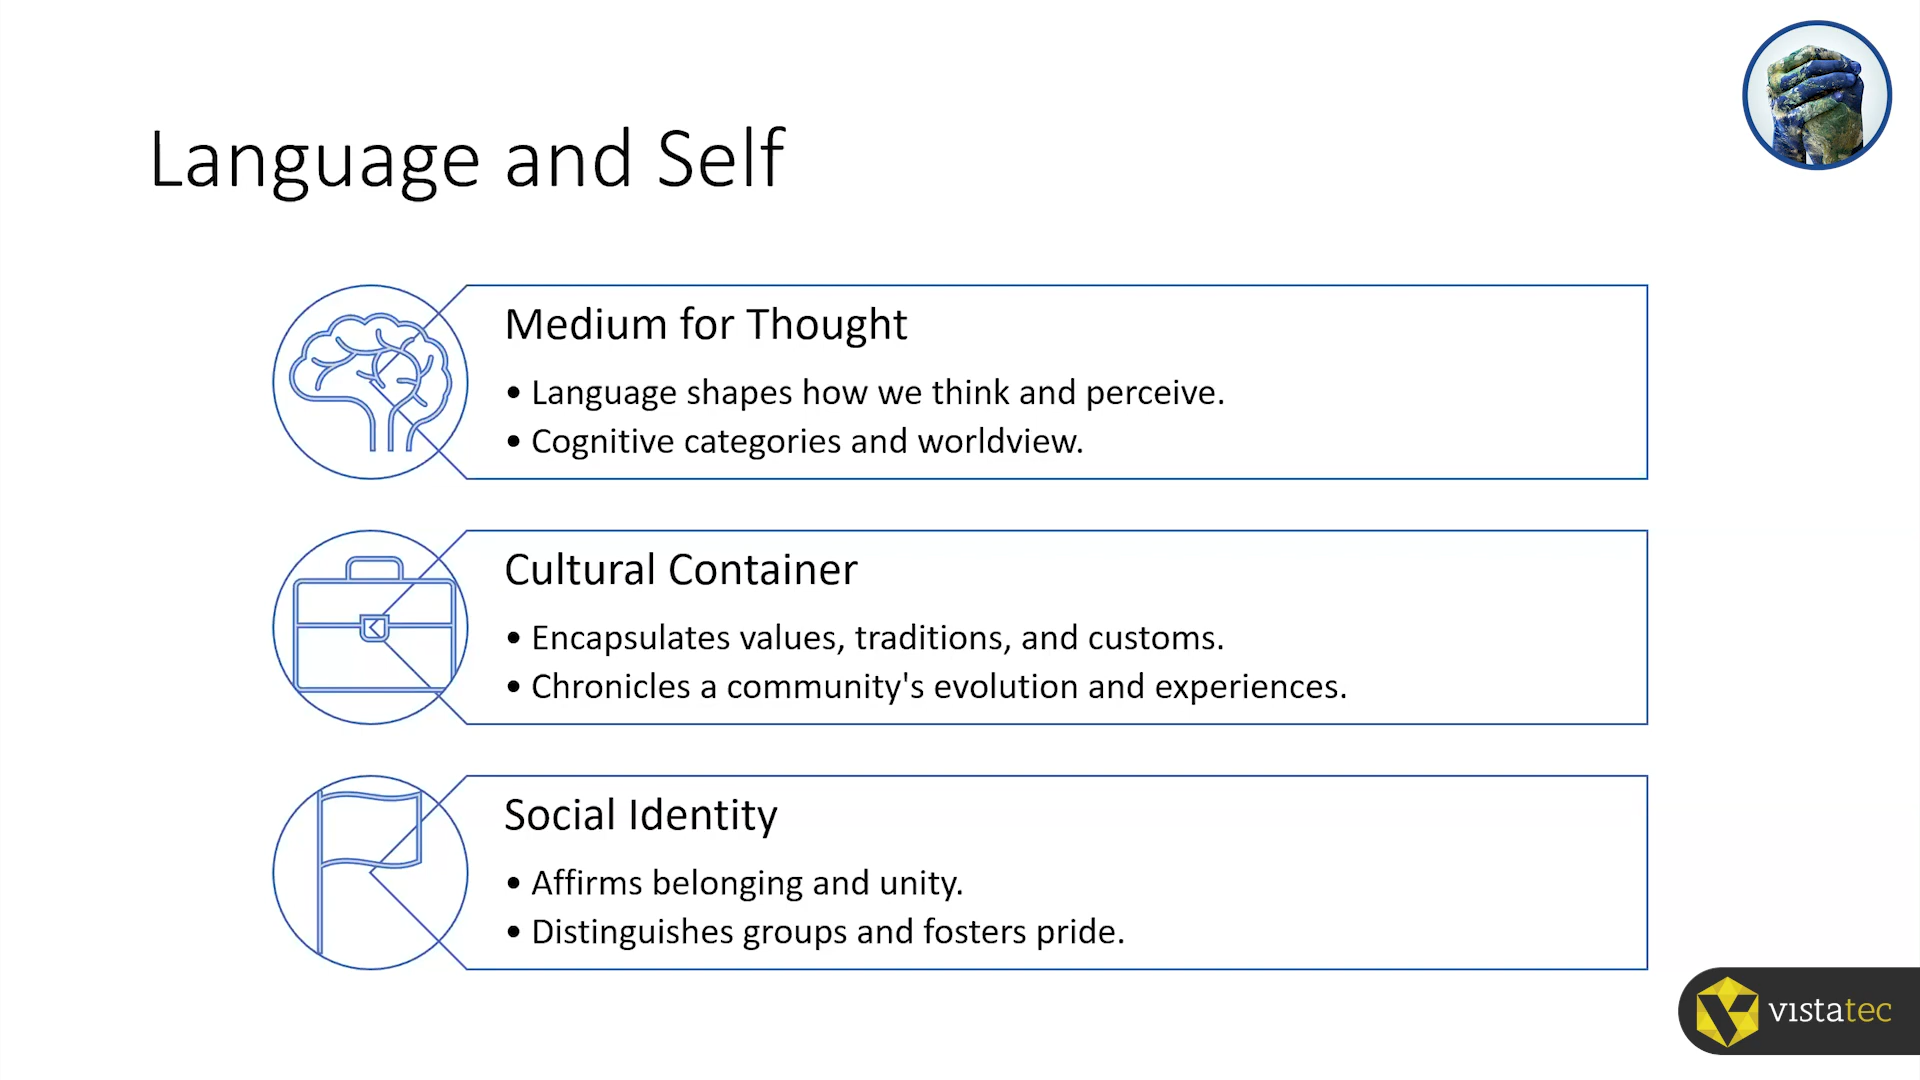 Language and Self
Medium for Thought
• Language shapes how we think and perceive.
• Cognitive categories and worldview.
Cultural Container
• Encapsulates values, traditions, and customs.
• Chronicles a community's evolution and experiences.
Social Identity
• Affirms belonging and unity.
• Distinguishes groups and fosters pride.
vistatec